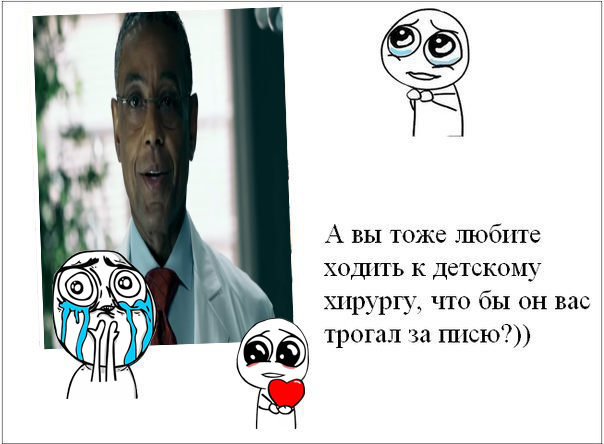 А вы тоже любите
ходить к детскому
хирургу, что бы он вас
трогал за писю?))